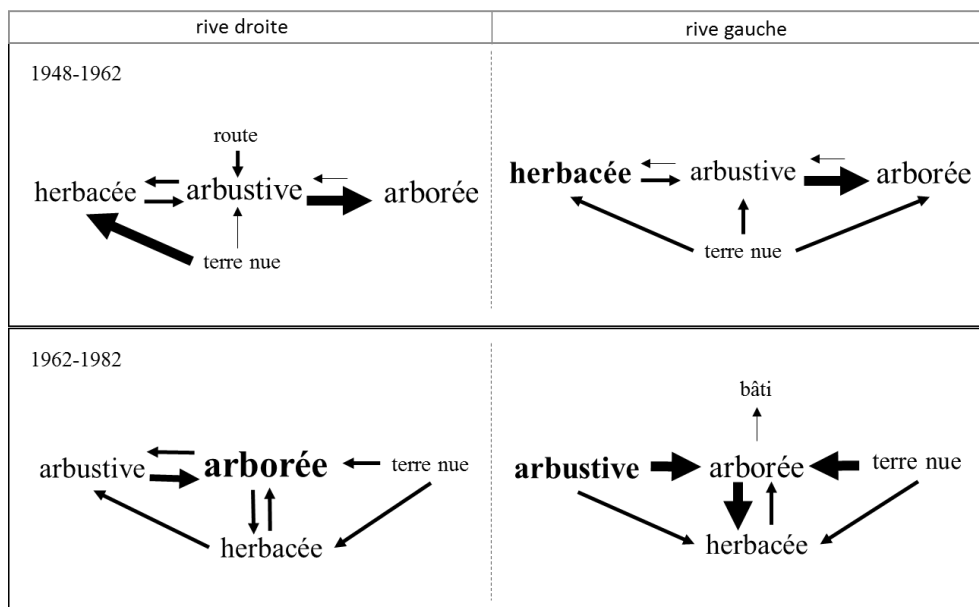 rive droite
rive gauche
1948-1962
route
herbacée
arbustive
arborée
terre nue
herbacée
arbustive
arborée
terre nue
1962-1982
arbustive
arborée
terre nue
herbacée
bâti
arbustive
arborée
terre nue
herbacée